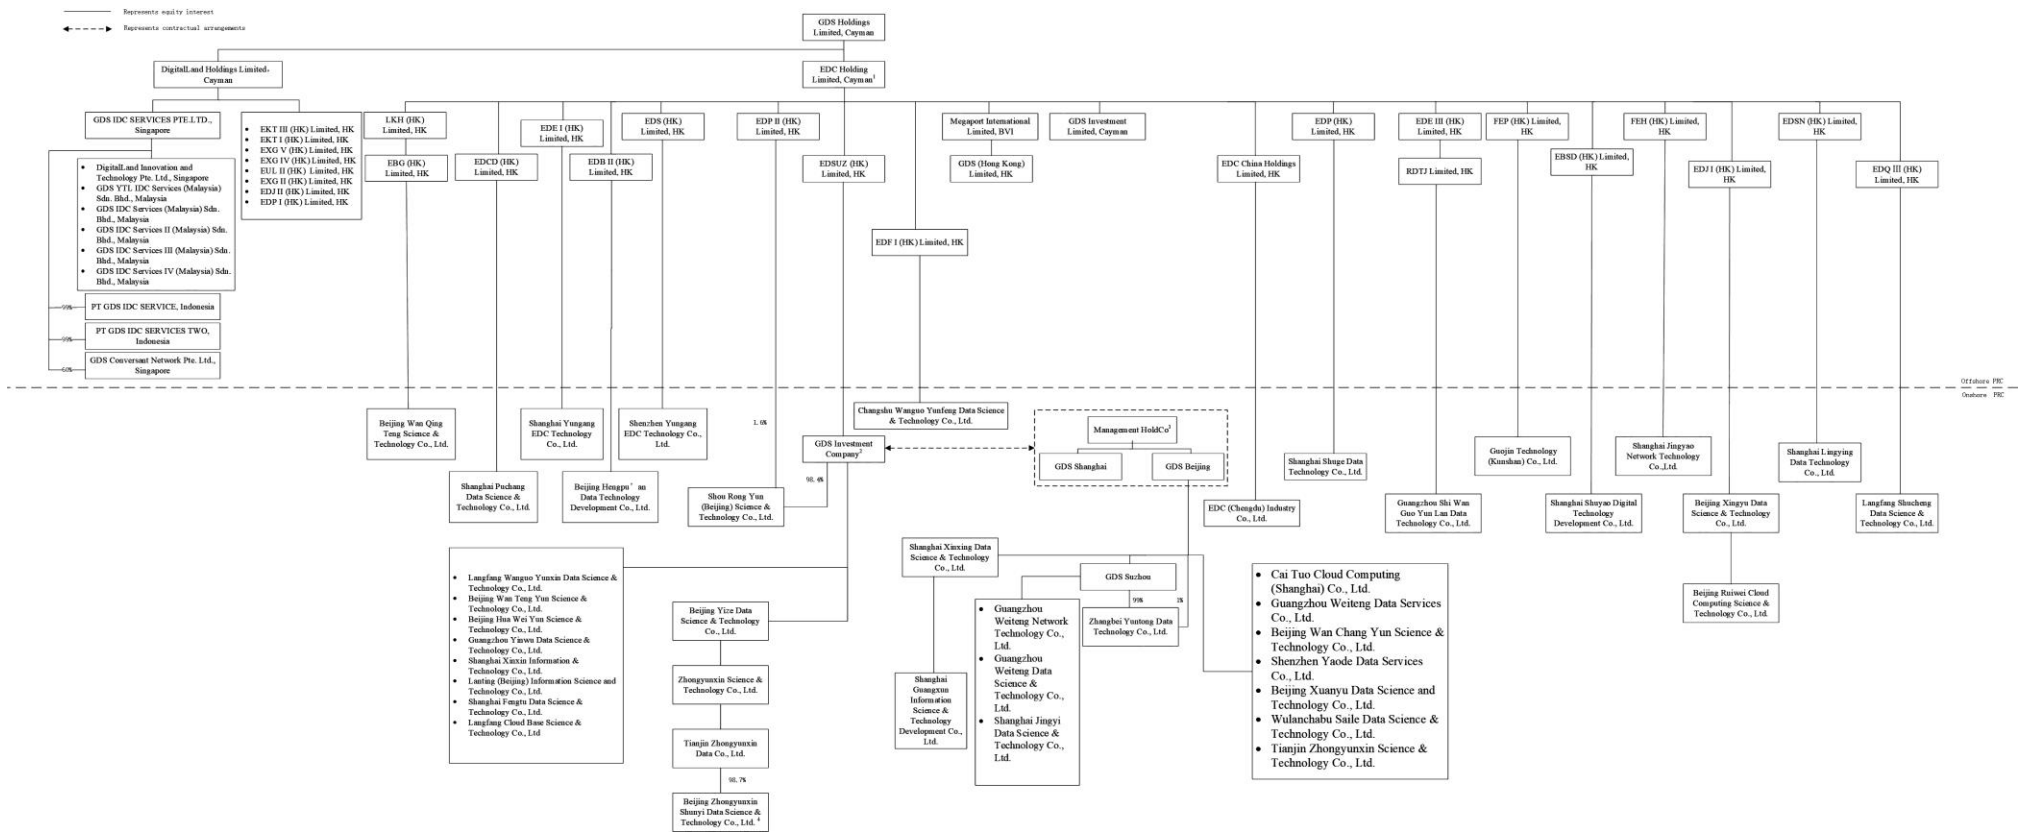 Represents equity interest
Represents contractual arrangements
GDS Holdings
Limited, Cayman
DigitalLand Holdings Limited-
Cayman
EDC Holding
Limited, Cayman1
GDS IDC SERVICES PTE.LTD.,
Singapore
• EKT III (HK) Limited, HK
• EKT I (HK) Limited, HK
• EXG V (HK) Limited, HK
• EXG IV (HK) Limited, HK
• EUL II (HK) Limited, HK
• EXG II (HK) Limited, HK
• EDJ II (HK) Limited, HK
• EDP I (HK) Limited, HK
LKH (HK)
Limited, HK
EDE I (HK)
Limited, HK
EDS (HK)
Limited, HK
EDP II (HK)
Limited, HK
Megaport International
Limited, BVI
GDS Investment
Limited, Cayman
EDP (HK)
Limited, HK
EDE III (HK)
Limited, HK
FEP (HK) Limited,
HK
FEH (HK) Limited,
HK
EDSN (HK) Limited,
HK
• DigitalLand Innovation and
Technology Pte. Ltd., Singapore
• GDS YTL IDC Services (Malaysia)
Sdn. Bhd., Malaysia
• GDS IDC Services (Malaysia) Sdn.
Bhd., Malaysia
• GDS IDC Services II (Malaysia) Sdn.
Bhd., Malaysia
• GDS IDC Services III (Malaysia) Sdn.
Bhd., Malaysia
• GDS IDC Services IV (Malaysia) Sdn.
Bhd., Malaysia
EBG (HK)
Limited, HK
EDCD (HK)
Limited, HK
EDB II (HK)
Limited, HK
EDSUZ (HK)
Limited, HK
GDS (Hong Kong)
Limited, HK
EDC China Holdings
Limited, HK
RDTJ Limited, HK
EBSD (HK) Limited,
HK
EDJ I (HK) Limited,
HK
EDQ III (HK)
Limited, HK
EDF I (HK) Limited, HK
99%
PT GDS IDC SERVICE, Indonesia
99%
PT GDS IDC SERVICES TWO,
Indonesia
60%
GDS Conversant Network Pte. Ltd.,
Singapore
Offshore PRC
Onshore PRC
Beijing Wan Qing
Teng Science &
Technology Co., Ltd.
Shanghai Yungang
EDC Technology
Co., Ltd.
Shenzhen Yungang
EDC Technology Co.,
Ltd.
1.6%
Changshu Wanguo Yunfeng Data Science
& Technology Co., Ltd.
GDS Investment
Company2
Management HoldCo3
GDS Shanghai
GDS Beijing
Shanghai Shuge Data
Technology Co., Ltd.
Guojin Technology
(Kunshan) Co., Ltd.
Shanghai Jingyao
Network Technology
Co.,Ltd.
Shanghai Lingying
Data Technology
Co., Ltd.
98.4%
Shanghai Puchang
Data Science &
Technology Co., Ltd.
Beijing Hengpu’an
Data Technology
Development Co., Ltd.
Shou Rong Yun
(Beijing) Science &
Technology Co., Ltd.
EDC (Chengdu) Industry
Co., Ltd.
Guangzhou Shi Wan
Guo Yun Lan Data
Technology Co., Ltd.
Shanghai Shuyao Digital
Technology
Development Co., Ltd.
Beijing Xingyu Data
Science & Technology
Co., Ltd.
Langfang Shucheng
Data Science &
Technology Co., Ltd.
• Langfang Wanguo Yunxin Data Science &
Technology Co., Ltd.
• Beijing Wan Teng Yun Science &
Technology Co., Ltd.
• Beijing Hua Wei Yun Science &
Technology Co., Ltd.
• Guangzhou Yinwu Data Science &
Technology Co., Ltd.
• Shanghai Xinxin Information &
Technology Co., Ltd.
• Lanting (Beijing) Information Science and
Technology Co., Ltd.
• Shanghai Fengtu Data Science &
Technology Co., Ltd.
• Langfang Cloud Base Science &
Technology Co., Ltd
Beijing Yize Data
Science & Technology
Co., Ltd.
Zhongyunxin Science &
Technology Co., Ltd.
Tianjin Zhongyunxin
Data Co., Ltd.
98.7%
Beijing Zhongyunxin
Shunyi Data Science &
Technology Co., Ltd. 4
Shanghai Xinxing Data
Science & Technology
Co., Ltd.
Shanghai
Guangxun
Information
Science &
Technology
Development Co.,
Ltd.
GDS Suzhou
• Guangzhou
Weiteng Network
Technology Co.,
Ltd.
• Guangzhou
Weiteng Data
Science &
Technology Co.,
Ltd.
• Shanghai Jingyi
Data Science &
Technology Co.,
Ltd.
99%
1%
Zhangbei Yuntong Data
Technology Co., Ltd.
• Cai Tuo Cloud Computing
(Shanghai) Co., Ltd.
• Guangzhou Weiteng Data Services
Co., Ltd.
• Beijing Wan Chang Yun Science &
Technology Co., Ltd.
• Shenzhen Yaode Data Services
Co., Ltd.
• Beijing Xuanyu Data Science and
Technology Co., Ltd.
• Wulanchabu Saile Data Science &
Technology Co., Ltd.
• Tianjin Zhongyunxin Science &
Technology Co., Ltd.
Beijing Ruiwei Cloud
Computing Science &
Technology Co., Ltd.